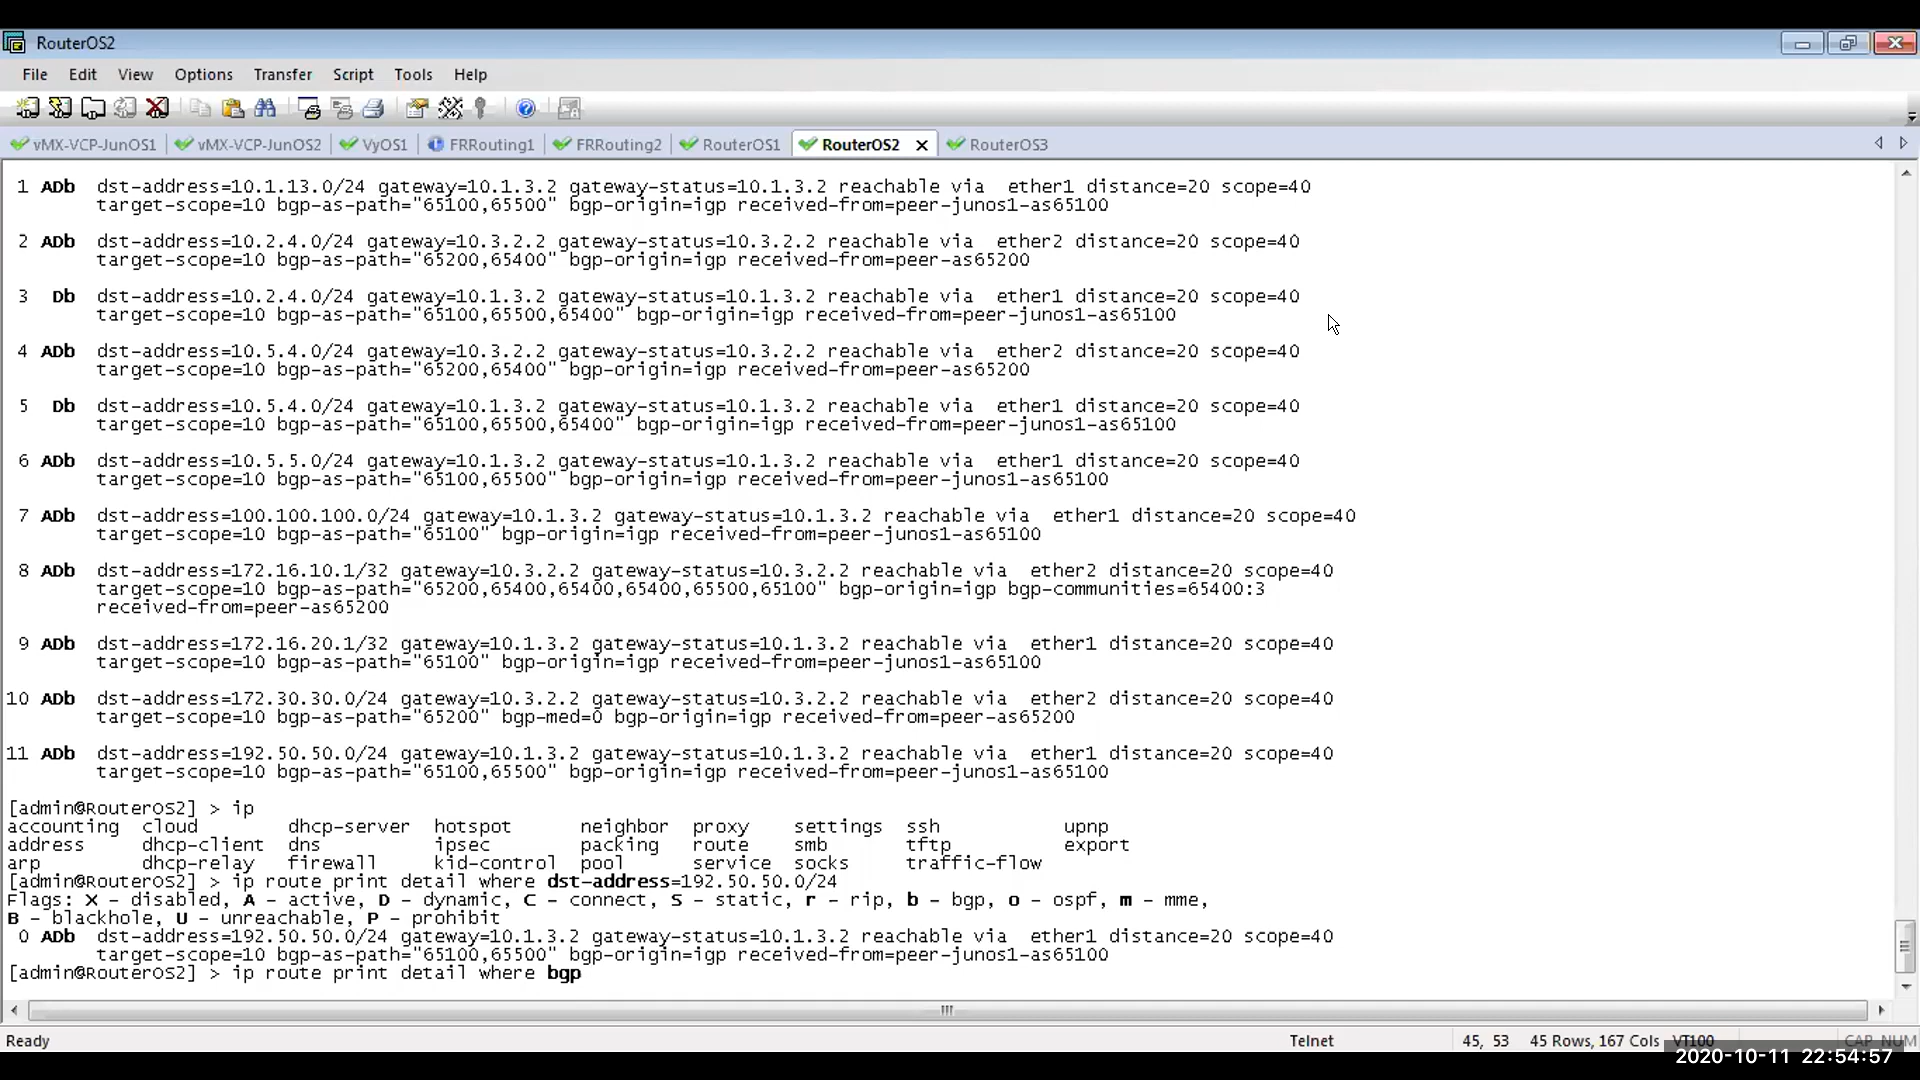 RouterOS2
File Edit View Options Transfer Script Tools Help
vMX-VCP-JunOS1 vMX-VCP-JunOS2 VyOS1 FRRouting1 FRRouting2 RouterOS1 RouterOS2 RouterOS3
1 ADb dst-address=10.1.13.0/24 gateway=10.1.3.2 gateway-status=10.1.3.2 reachable via ether1 distance=20 scope=40
target-scope=10 bgp-as-path="65100,65500" bgp-origin=igp received-from=peer-junos1-as65100
2 ADb dst-address=10.2.4.0/24 gateway=10.3.2.2 gateway-status=10.3.2.2 reachable via ether2 distance=20 scope=40
target-scope=10 bgp-as-path="65200,65400" bgp-origin=igp received-from=peer-as65200
3 Db dst-address=10.2.4.0/24 gateway=10.1.3.2 gateway-status=10.1.3.2 reachable via ether1 distance=20 scope=40
target-scope=10 bgp-as-path="65100,65500,65400" bgp-origin=igp received-from=peer-junos1-as65100
4 ADb dst-address=10.5.4.0/24 gateway=10.3.2.2 gateway-status=10.3.2.2 reachable via ether2 distance=20 scope=40
target-scope=10 bgp-as-path="65200,65400" bgp-origin=igp received-from=peer-as65200
5 Db dst-address=10.5.4.0/24 gateway=10.1.3.2 gateway-status=10.1.3.2 reachable via ether1 distance=20 scope=40
target-scope=10 bgp-as-path="65100,65500,65400" bgp-origin=igp received-from=peer-junos1-as65100
6 ADb dst-address=10.5.5.0/24 gateway=10.1.3.2 gateway-status=10.1.3.2 reachable via ether1 distance=20 scope=40
target-scope=10 bgp-as-path="65100,65500" bgp-origin=igp received-from=peer-junos1-as65100
7 ADb dst-address=100.100.100.0/24 gateway=10.1.3.2 gateway-status=10.1.3.2 reachable via ether1 distance=20 scope=40
target-scope=10 bgp-as-path="65100" bgp-origin=igp received-from=peer-junos1-as65100
8 ADb dst-address=172.16.10.1/32 gateway=10.3.2.2 gateway-status=10.3.2.2 reachable via ether2 distance=20 scope=40
target-scope=10 bgp-as-path="65200,65400,65400,65400,65500,65100" bgp-origin=igp bgp-communities=65400:3
received-from=peer-as65200
9 ADb dst-address=172.16.20.1/32 gateway=10.1.3.2 gateway-status=10.1.3.2 reachable via ether1 distance=20 scope=40
target-scope=10 bgp-as-path="65100" bgp-origin=igp received-from=peer-junos1-as65100
10 ADb dst-address=172.30.30.0/24 gateway=10.3.2.2 gateway-status=10.3.2.2 reachable via ether2 distance=20 scope=40
target-scope=10 bgp-as-path="65200" bgp-med=0 bgp-origin=igp received-from=peer-as65200
11 ADb dst-address=192.50.50.0/24 gateway=10.1.3.2 gateway-status=10.1.3.2 reachable via ether1 distance=20 scope=40
target-scope=10 bgp-as-path="65100,65500" bgp-origin=igp received-from=peer-junos1-as65100
[admin@RouterOS2] > ip
accounting cloud dhcp-server hotspot neighbor proxy settings ssh upnp
address dhcp-client dns ipsec packing route smb tftp export
arp dhcp-relay firewall kid-control pool service socks traffic-flow
[admin@RouterOS2] > ip route print detail where dst-address=192.50.50.0/24
Flags: X - disabled, A - active, D - dynamic, C - connect, S - static, r - rip, b - bgp, o - ospf, m - mme,
B - blackhole, U - unreachable, P - prohibit
0 ADb dst-address=192.50.50.0/24 gateway=10.1.3.2 gateway-status=10.1.3.2 reachable via ether1 distance=20 scope=40
target-scope=10 bgp-as-path="65100,65500" bgp-origin=igp received-from=peer-junos1-as65100
[admin@RouterOS2] > ip route print detail where bgp
Ready Telnet 45, 53 45 Rows, 167 Cols VT100 CAP NUM
2020-10-11 22:54:57